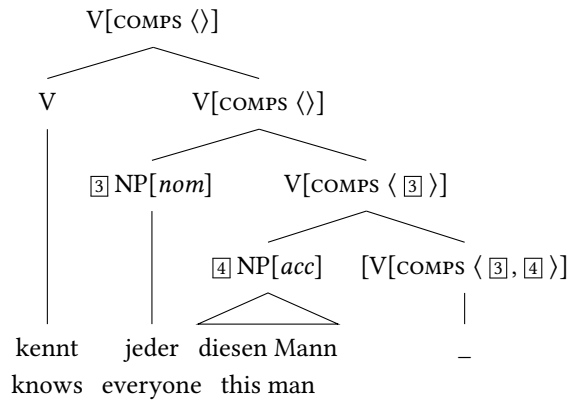 V[COMPS ⟨⟩]
V V[COMPS ⟨⟩]
3 NP[nom] V[COMPS ⟨ 3 ⟩]
4 NP[acc] [V[COMPS ⟨ 3 , 4 ⟩]
kennt jeder diesen Mann _
knows everyone this man